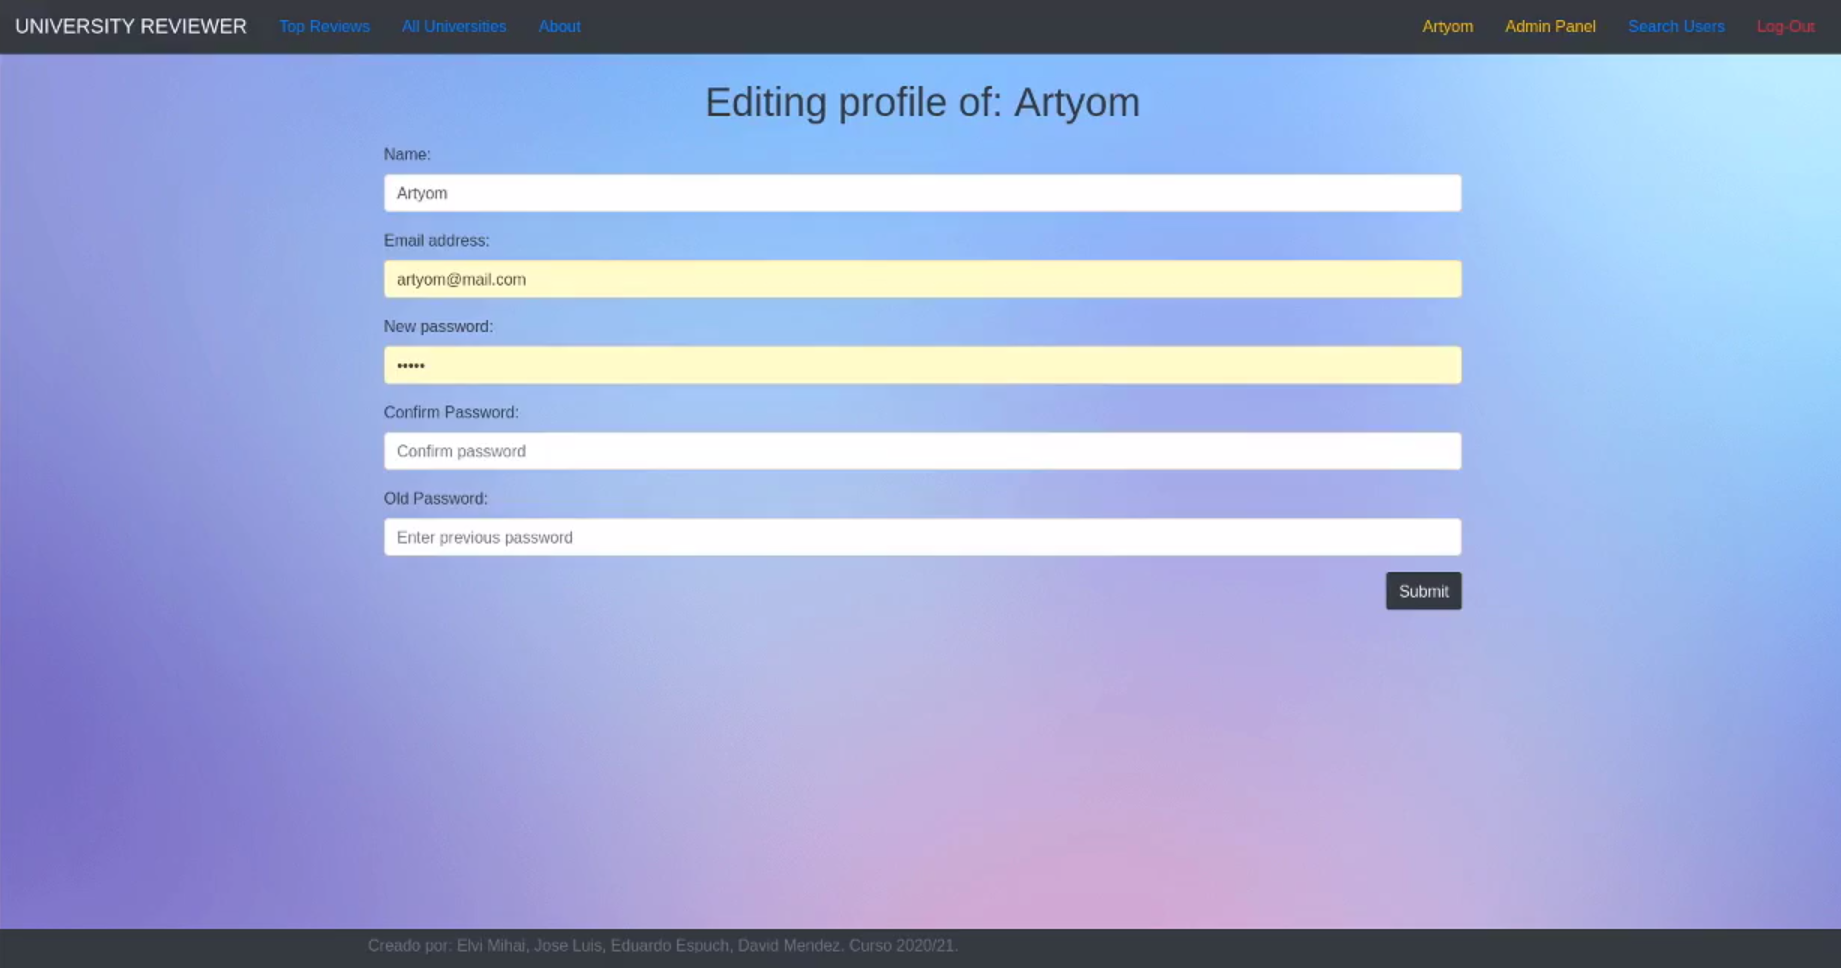 UNIVERSITY REVIEWER Top Reviews All Universities About Artyom Admin Panel Search Users Log-Out
Editing profile of: Artyom
Name:
Artyom
Email address:
artyom@mail.com
New password:
•••••
Confirm Password:
Confirm password
Old Password:
Enter previous password
Submit
Creado por: Elvi Mihai, Jose Luis, Eduardo Espuch, David Mendez. Curso 2020/21.